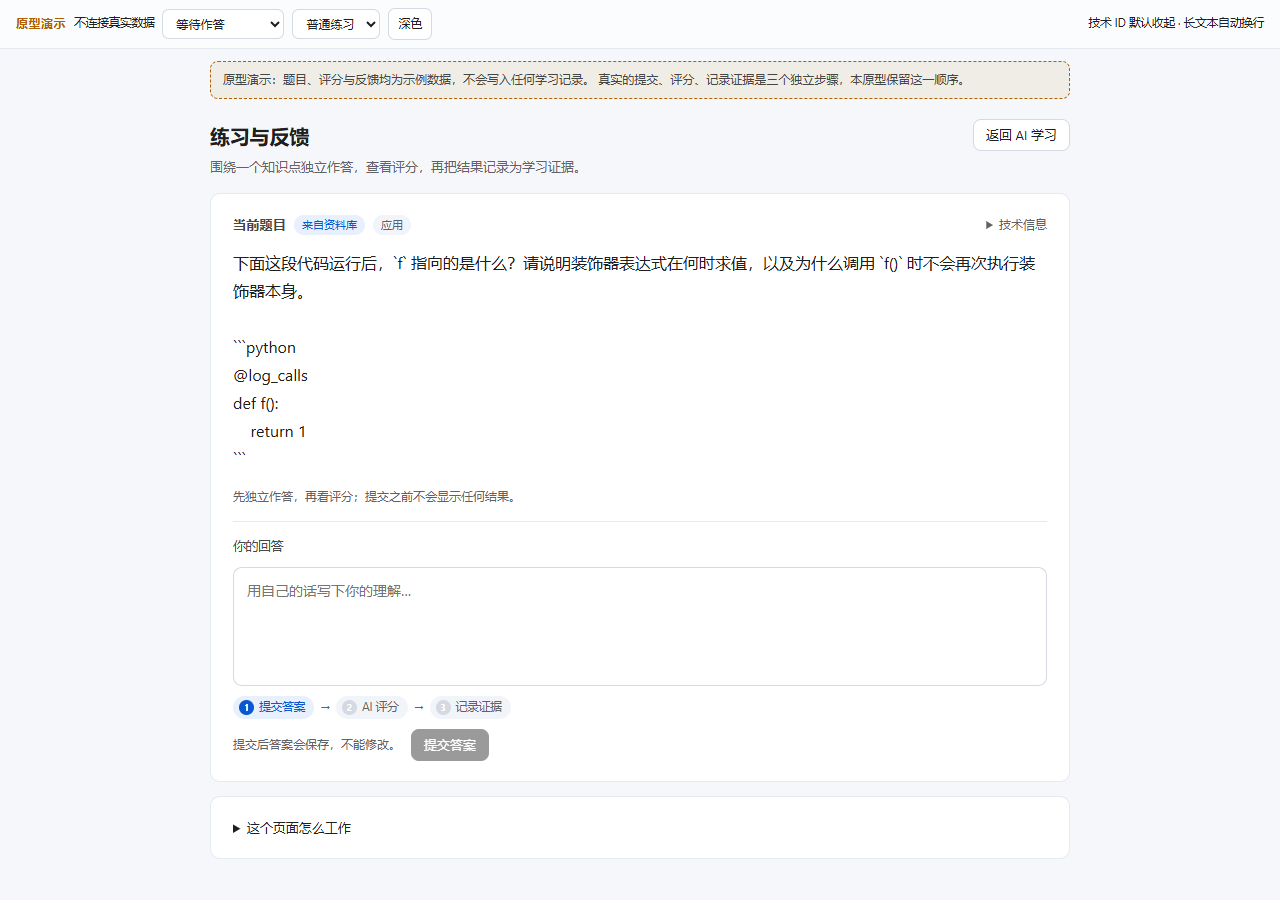 原型演示 不连接真实数据 等待作答 普通练习 深色 技术 ID 默认收起 · 长文本自动换行
原型演示：题目、评分与反馈均为示例数据，不会写入任何学习记录。 真实的提交、评分、记录证据是三个独立步骤，本原型保留这一顺序。
练习与反馈 返回 AI 学习
围绕一个知识点独立作答，查看评分，再把结果记录为学习证据。
当前题目 来自资料库 应用 ▶ 技术信息
下面这段代码运行后，`f` 指向的是什么？请说明装饰器表达式在何时求值，以及为什么调用 `f()` 时不会再次执行装
饰器本身。
```python
@log_calls
def f():
    return 1
```
先独立作答，再看评分；提交之前不会显示任何结果。
你的回答
用自己的话写下你的理解...
1 提交答案 → 2 AI 评分 → 3 记录证据
提交后答案会保存，不能修改。 提交答案
▶ 这个页面怎么工作